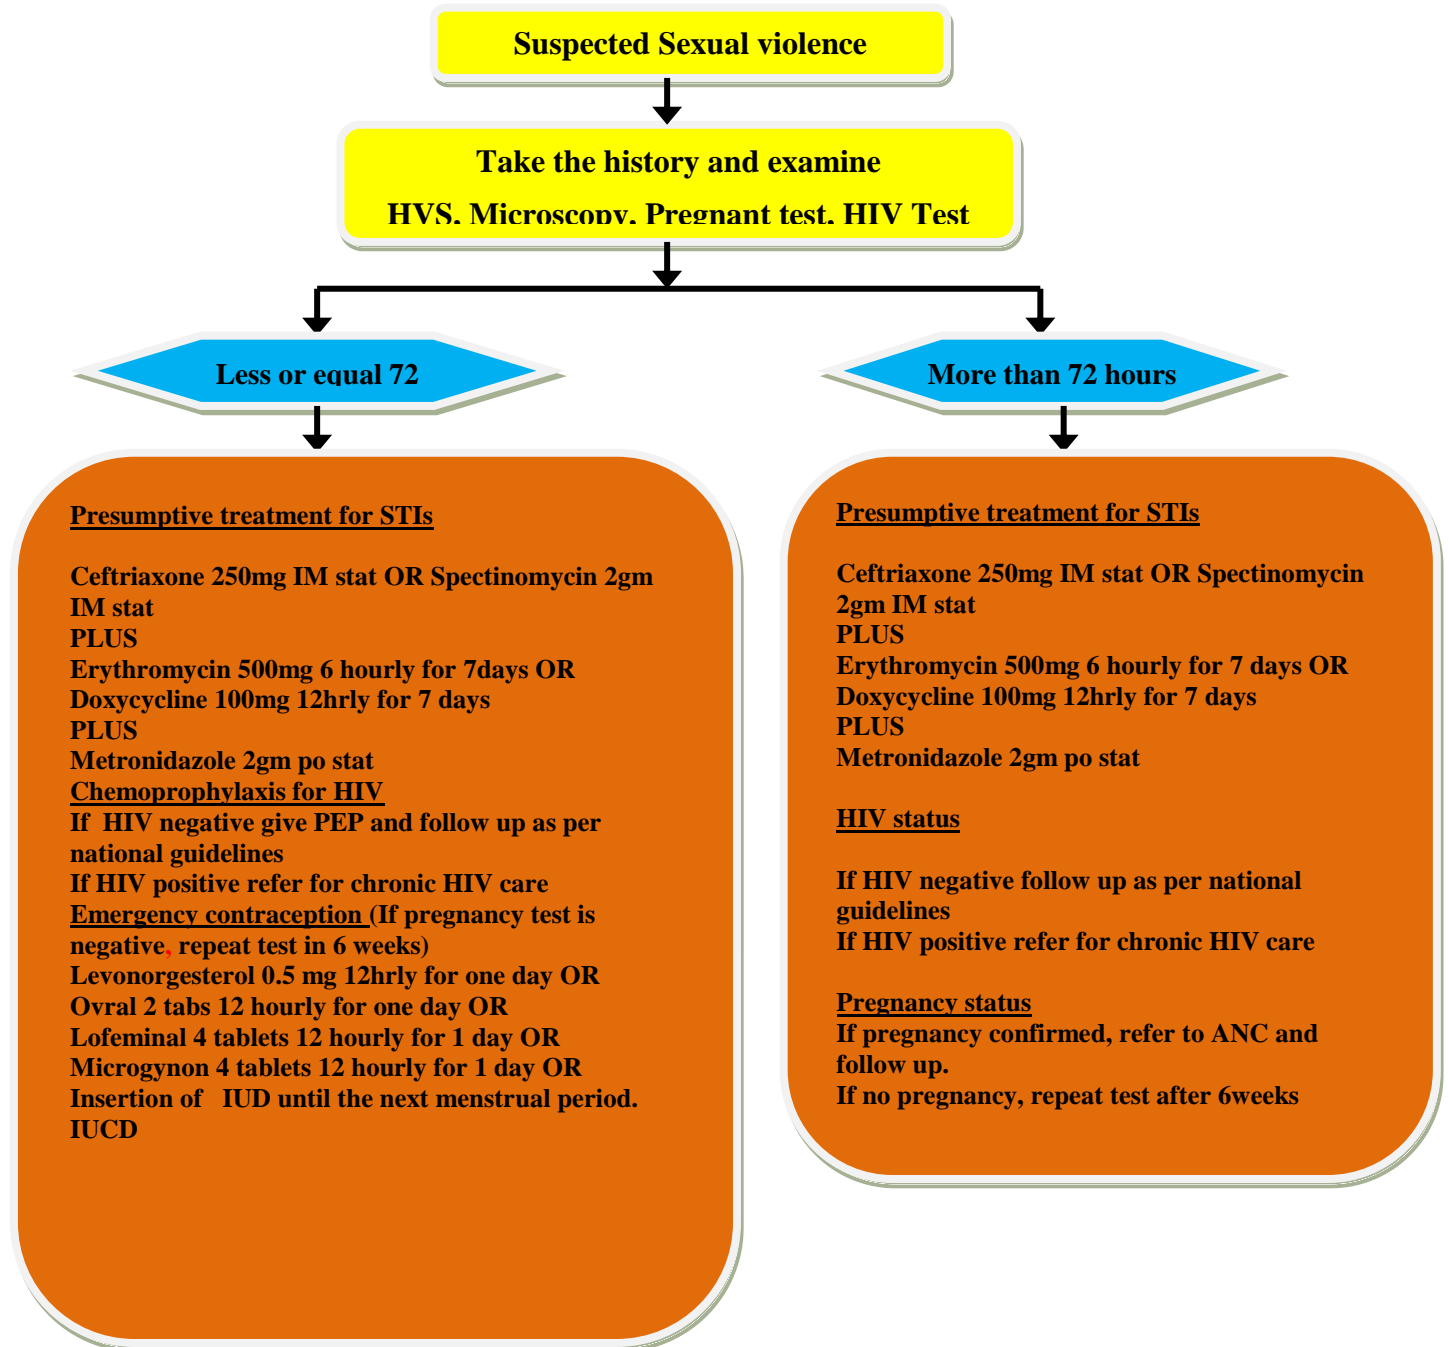 Suspected Sexual violence
Take the history and examine
HVS, Microscopy, Pregnant test, HIV Test
Less or equal 72
More than 72 hours
Presumptive treatment for STIs
Ceftriaxone 250mg IM stat OR Spectinomycin 2gm
IM stat
PLUS
Erythromycin 500mg 6 hourly for 7days OR
Doxycycline 100mg 12hrly for 7 days
PLUS
Metronidazole 2gm po stat
Chemoprophylaxis for HIV
If HIV negative give PEP and follow up as per
national guidelines
If HIV positive refer for chronic HIV care
Emergency contraception (If pregnancy test is
negative, repeat test in 6 weeks)
Levonorgesterol 0.5 mg 12hrly for one day OR
Ovral 2 tabs 12 hourly for one day OR
Lofeminal 4 tablets 12 hourly for 1 day OR
Microgynon 4 tablets 12 hourly for 1 day OR
Insertion of IUD until the next menstrual period.
IUCD
Presumptive treatment for STIs
Ceftriaxone 250mg IM stat OR Spectinomycin
2gm IM stat
PLUS
Erythromycin 500mg 6 hourly for 7 days OR
Doxycycline 100mg 12hrly for 7 days
PLUS
Metronidazole 2gm po stat
HIV status
If HIV negative follow up as per national
guidelines
If HIV positive refer for chronic HIV care
Pregnancy status
If pregnancy confirmed, refer to ANC and
follow up.
If no pregnancy, repeat test after 6weeks